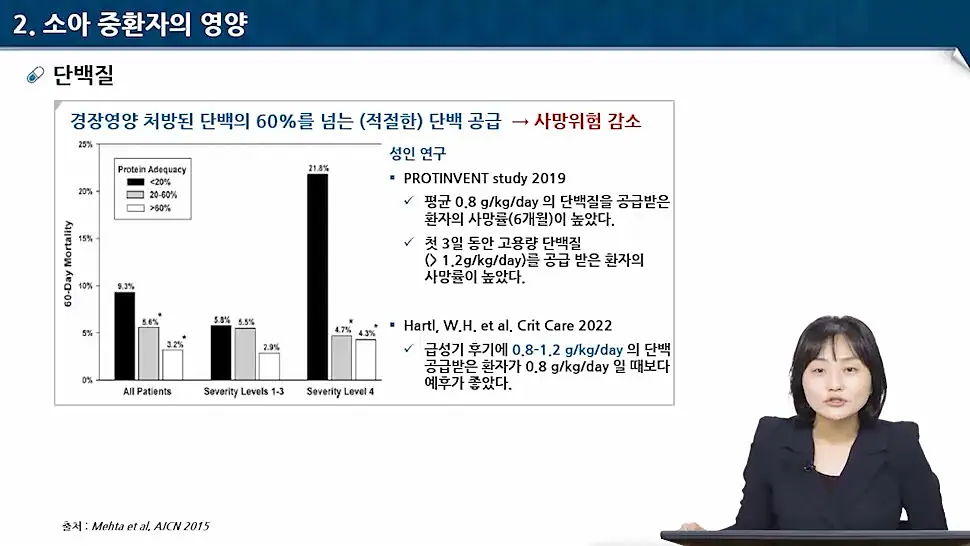 2. 소아 중환자의 영양
단백질
경장영양 처방된 단백의 60%를 넘는 (적절한) 단백 공급 → 사망위험 감소
25%
20%
15%
10%
5%
0%
60-Day Mortality
Protein Adequacy
<20%
20-60%
>60%
9.3%
5.6%*
3.2%*
5.8%
5.5%
2.9%
21.8%
4.7%*
4.3%*
All Patients
Severity Levels 1-3
Severity Level 4
성인 연구
▪ PROTINVENT study 2019
✓ 평균 0.8 g/kg/day 의 단백질을 공급받은
환자의 사망률(6개월)이 높았다.
✓ 첫 3일 동안 고용량 단백질
(> 1.2g/kg/day)를 공급 받은 환자의
사망률이 높았다.
▪ Hartl, W.H. et al. Crit Care 2022
✓ 급성기 후기에 0.8-1.2 g/kg/day 의 단백
공급받은 환자가 0.8 g/kg/day 일 때보다
예후가 좋았다.
출처 : Mehta et al, AJCN 2015